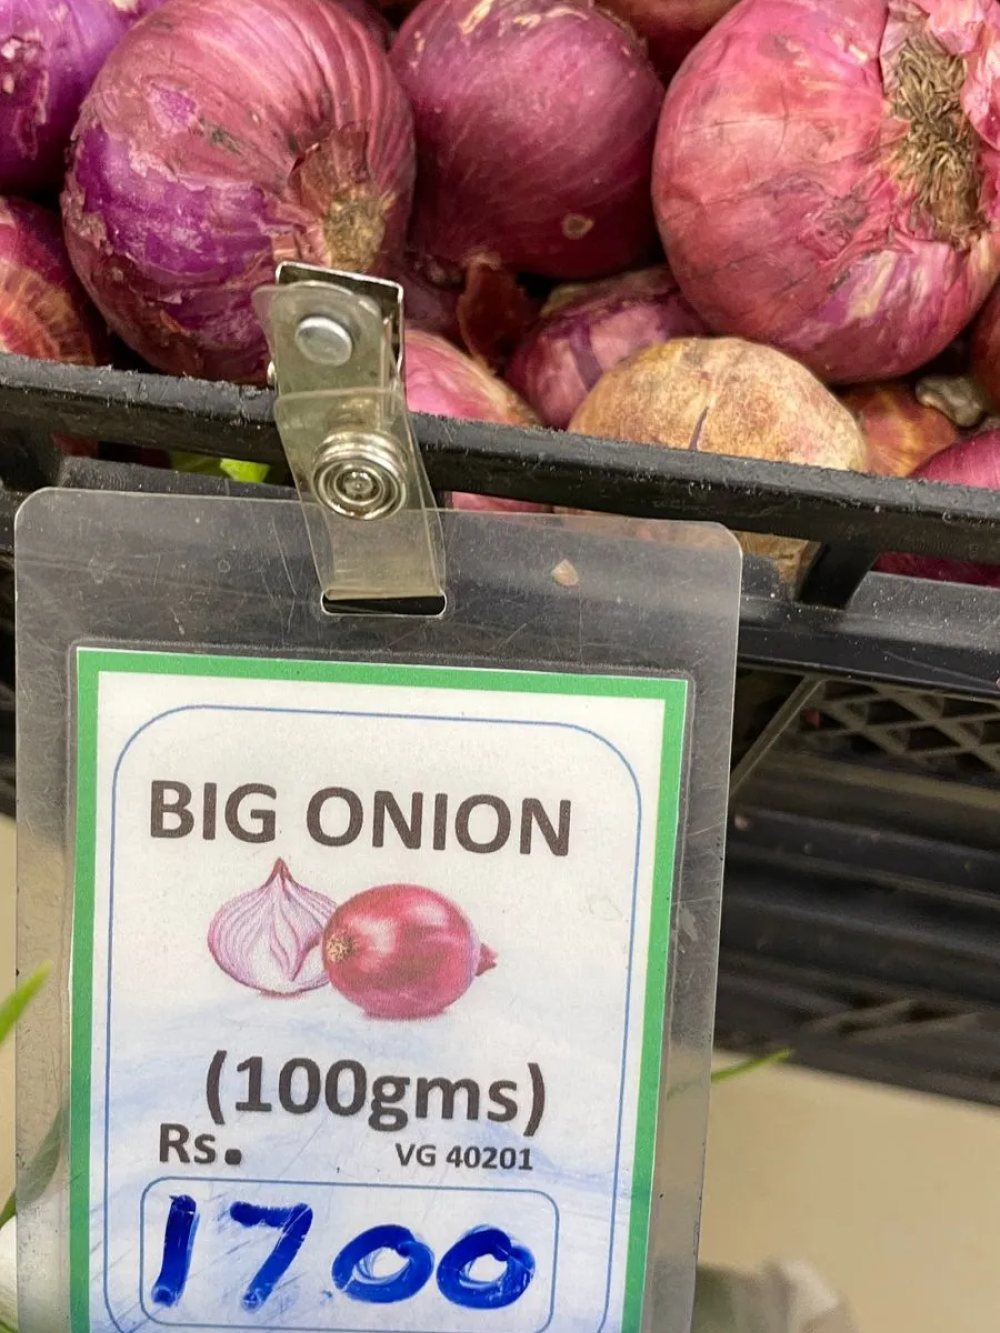 BIG ONION
(100gms)
Rs. VG 40201
1700